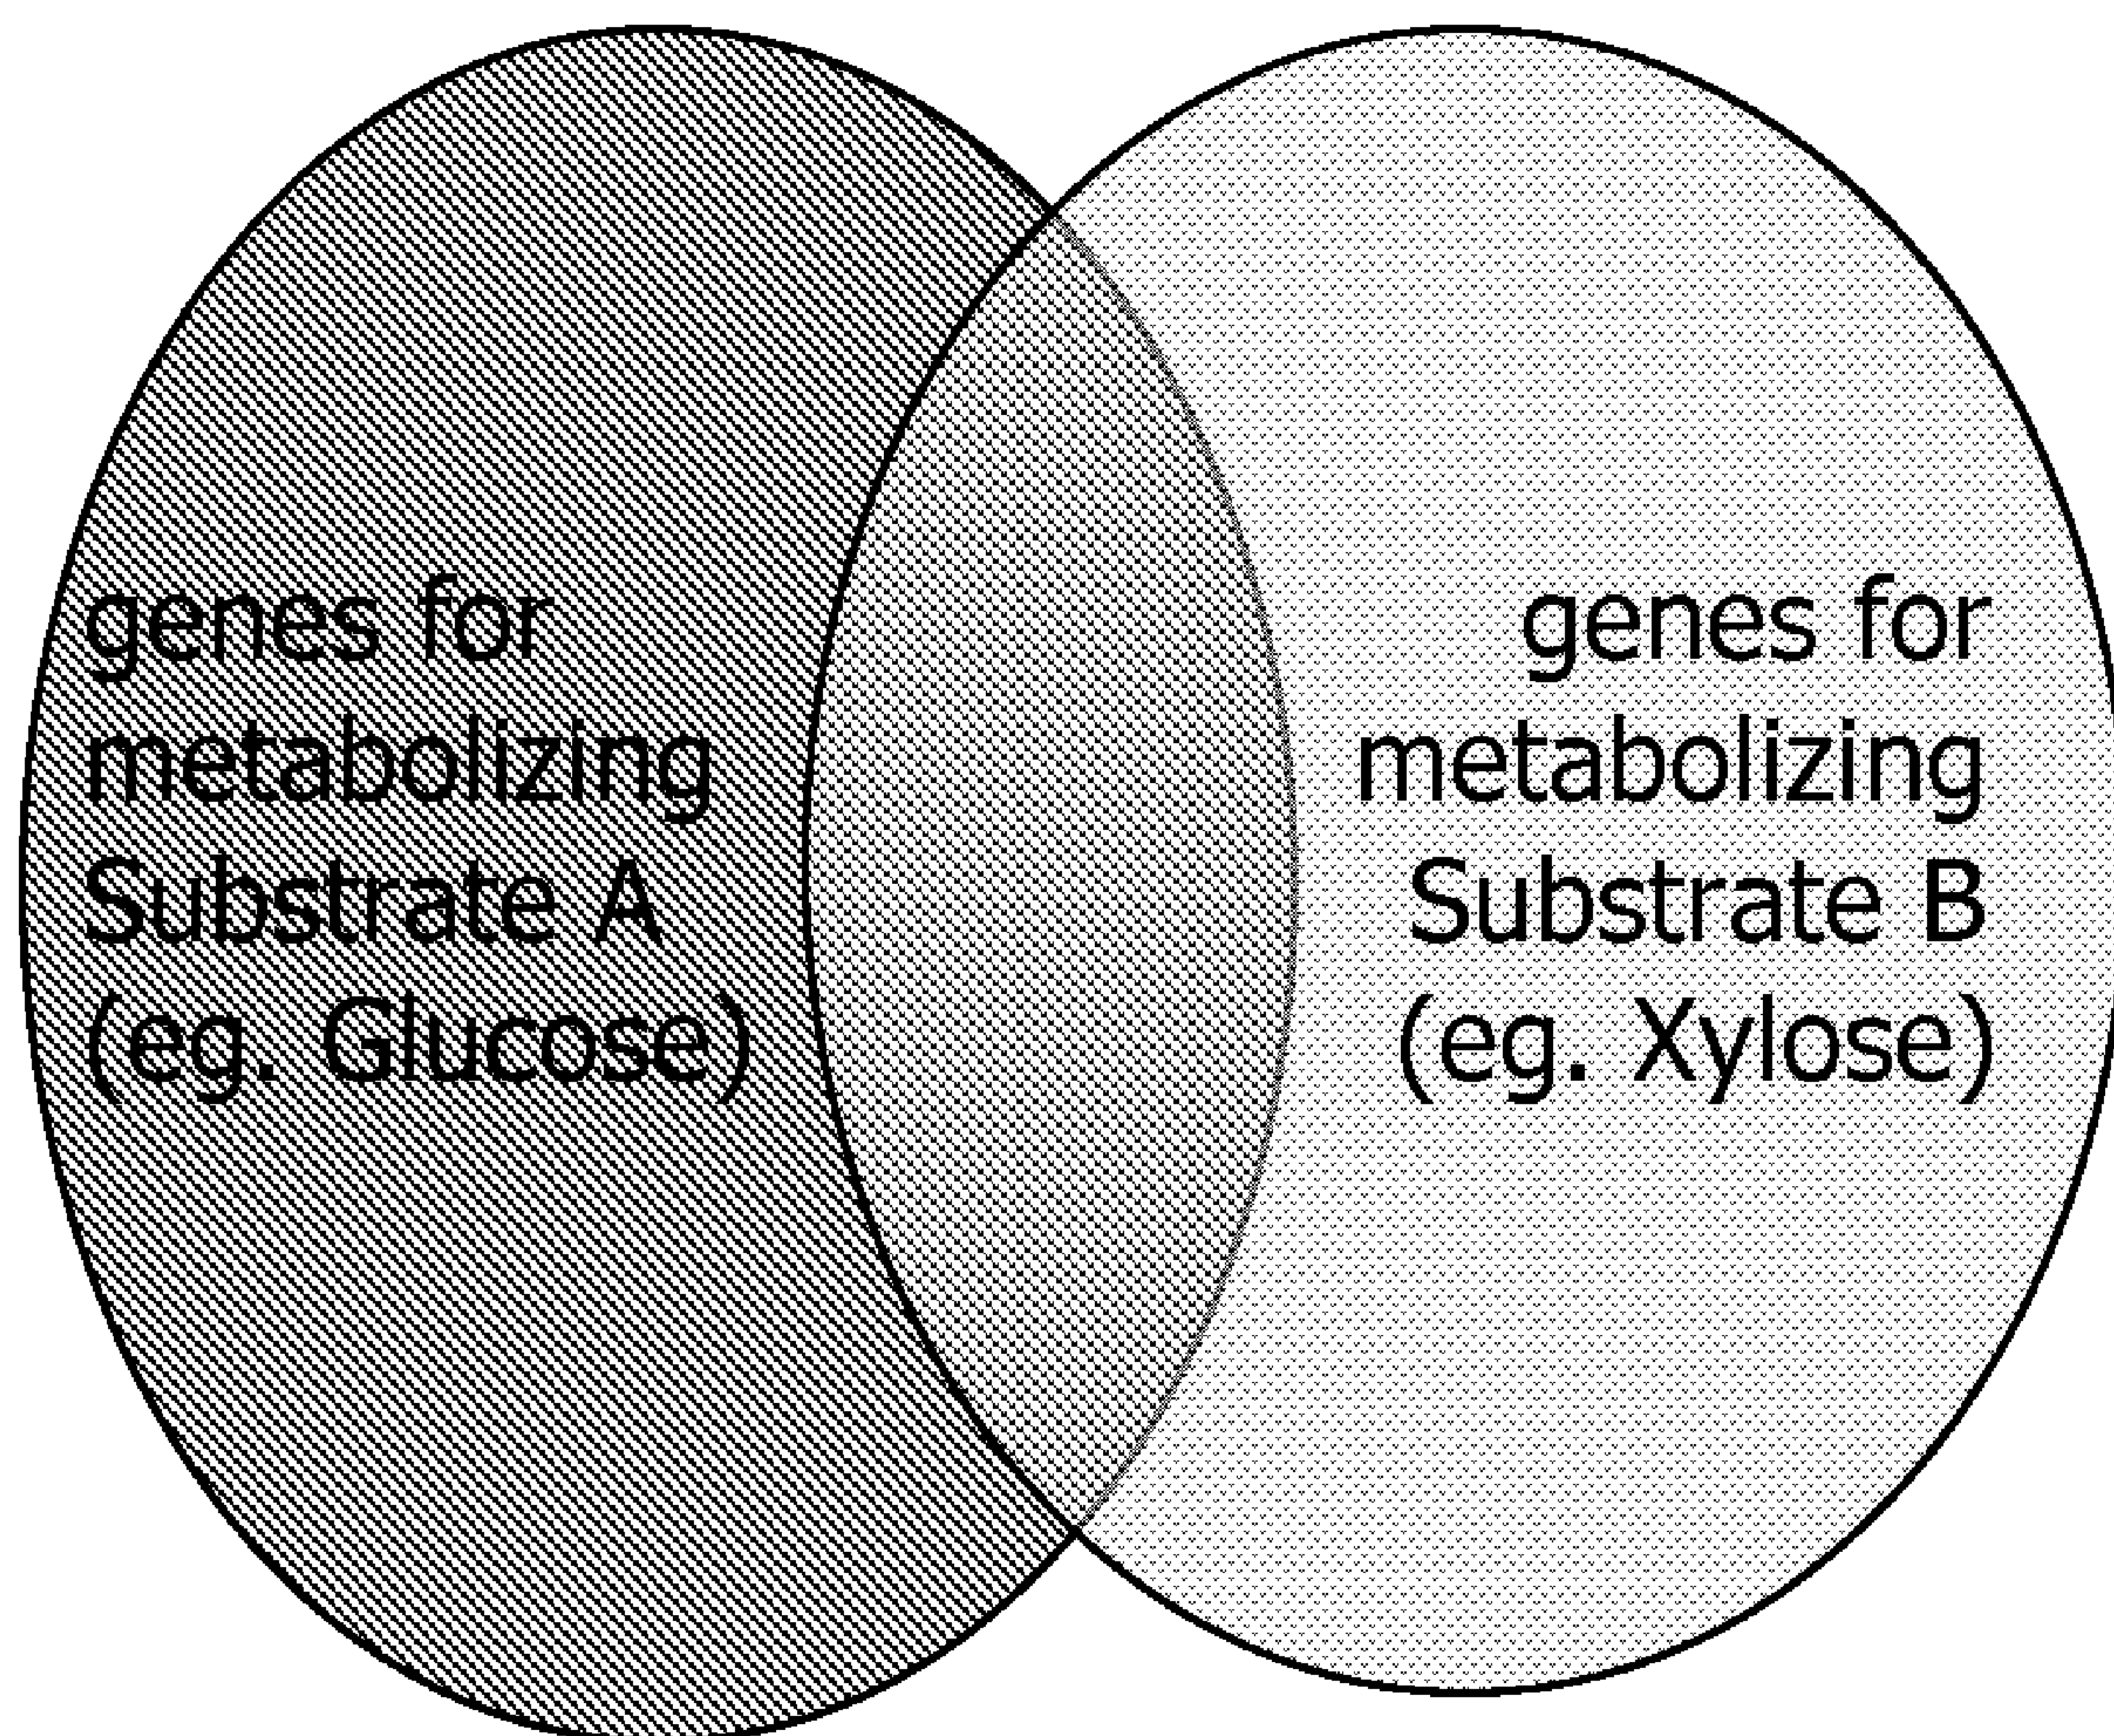 genes for
metabolizing
Substrate A
(eg. Glucose)
genes for
metabolizing
Substrate B
(eg. Xylose)